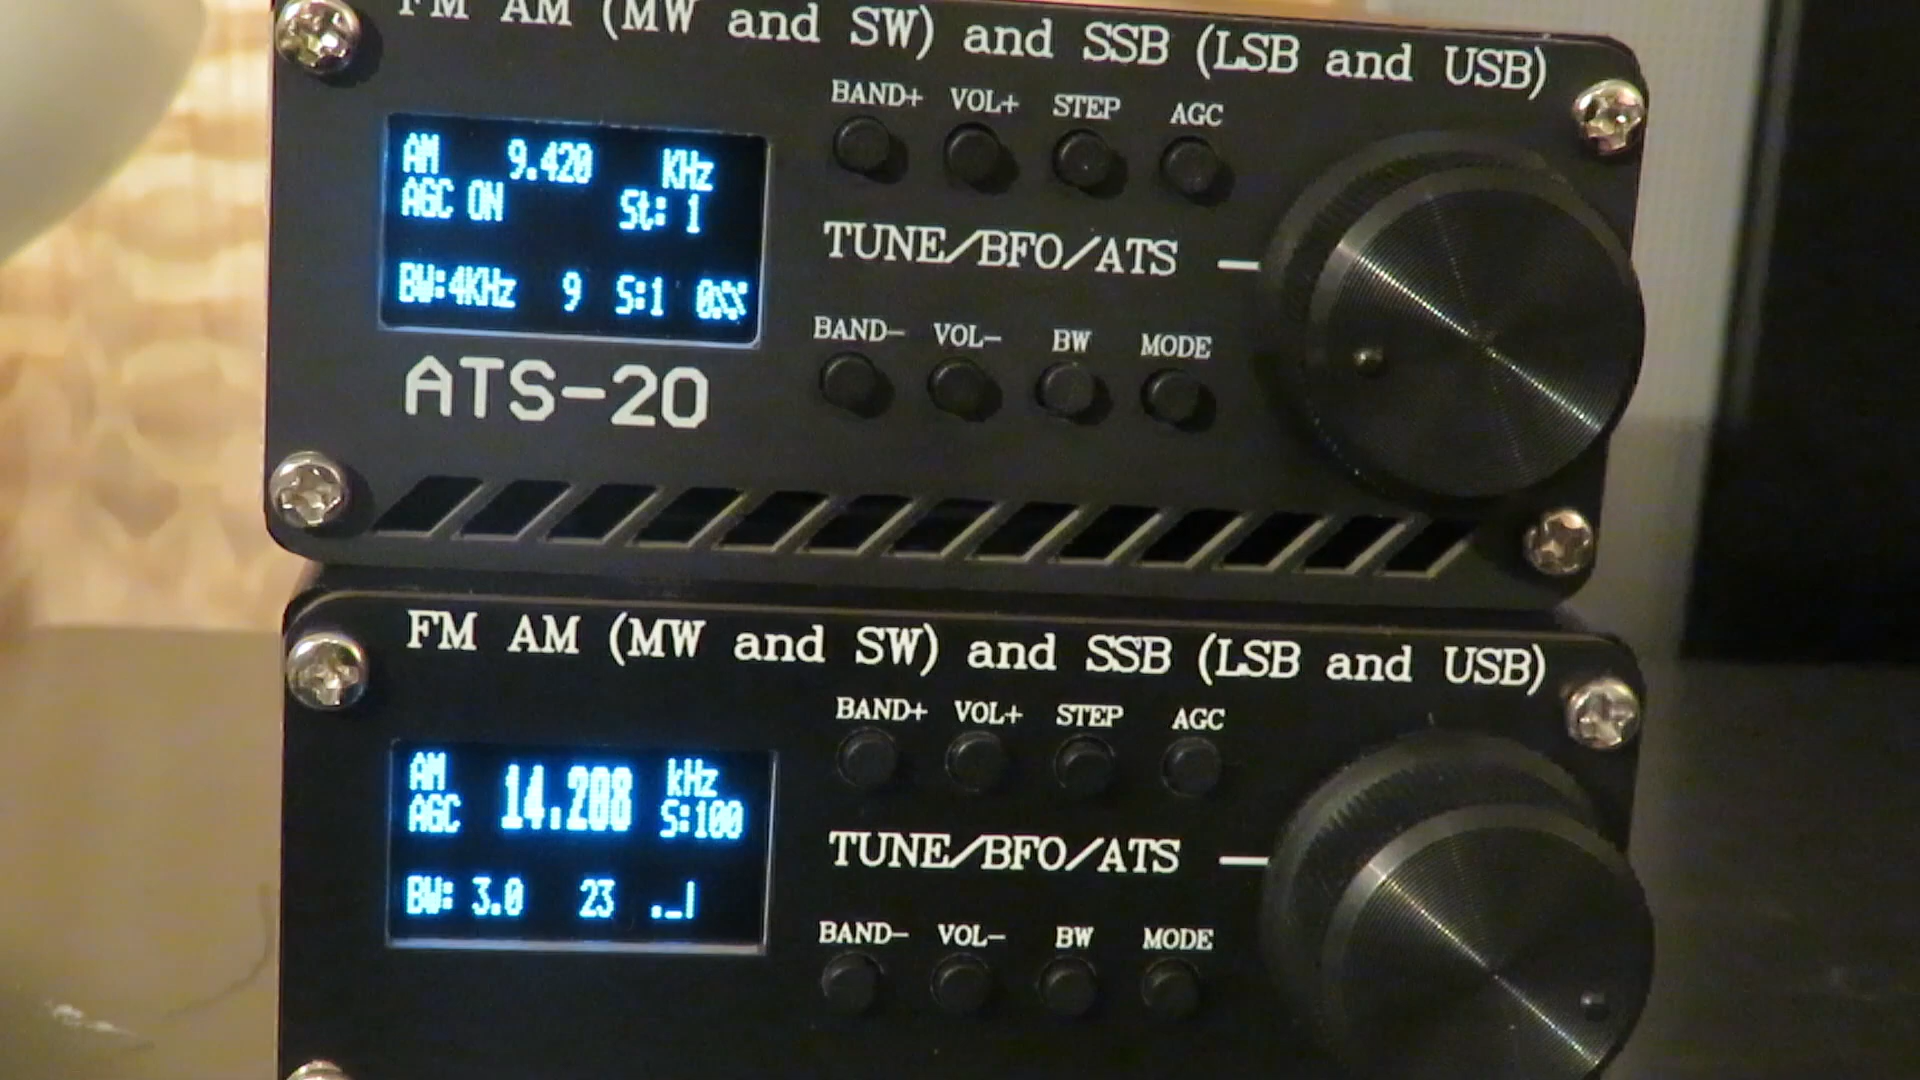 FM AM (MW and SW) and SSB (LSB and USB)
BAND+ VOL+ STEP AGC
AM 9.420 KHz
AGC ON St: 1
TUNE/BFO/ATS
BW:4KHz 9 S:1
BAND- VOL- BW MODE
ATS-20
FM AM (MW and SW) and SSB (LSB and USB)
BAND+ VOL+ STEP AGC
AM 14.208 kHz
AGC S:100
TUNE/BFO/ATS
BW: 3.0 23
BAND- VOL- BW MODE